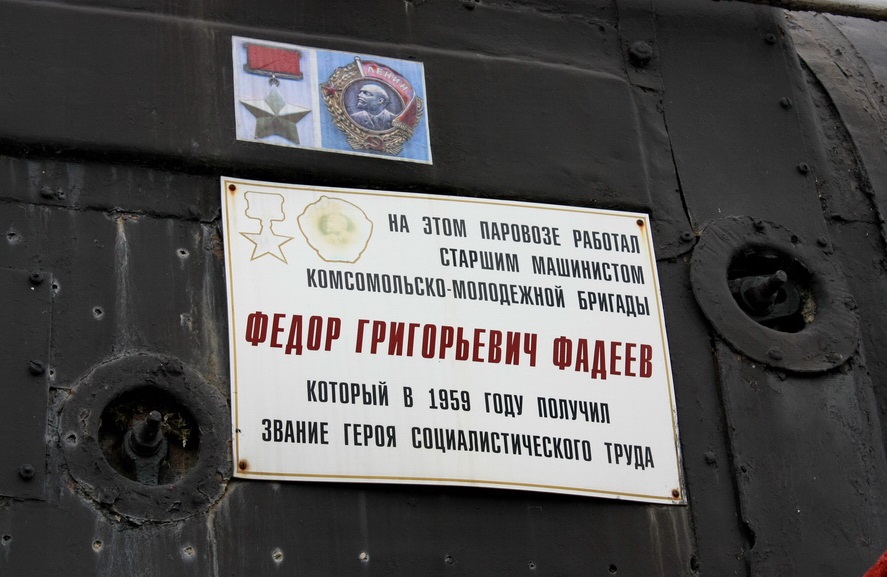 ЛЕНИН
НА ЭТОМ ПАРОВОЗЕ РАБОТАЛ
СТАРШИМ МАШИНИСТОМ
КОМСОМОЛЬСКО-МОЛОДЕЖНОЙ БРИГАДЫ
ФЕДОР ГРИГОРЬЕВИЧ ФАДЕЕВ
КОТОРЫЙ В 1959 ГОДУ ПОЛУЧИЛ
ЗВАНИЕ ГЕРОЯ СОЦИАЛИСТИЧЕСКОГО ТРУДА